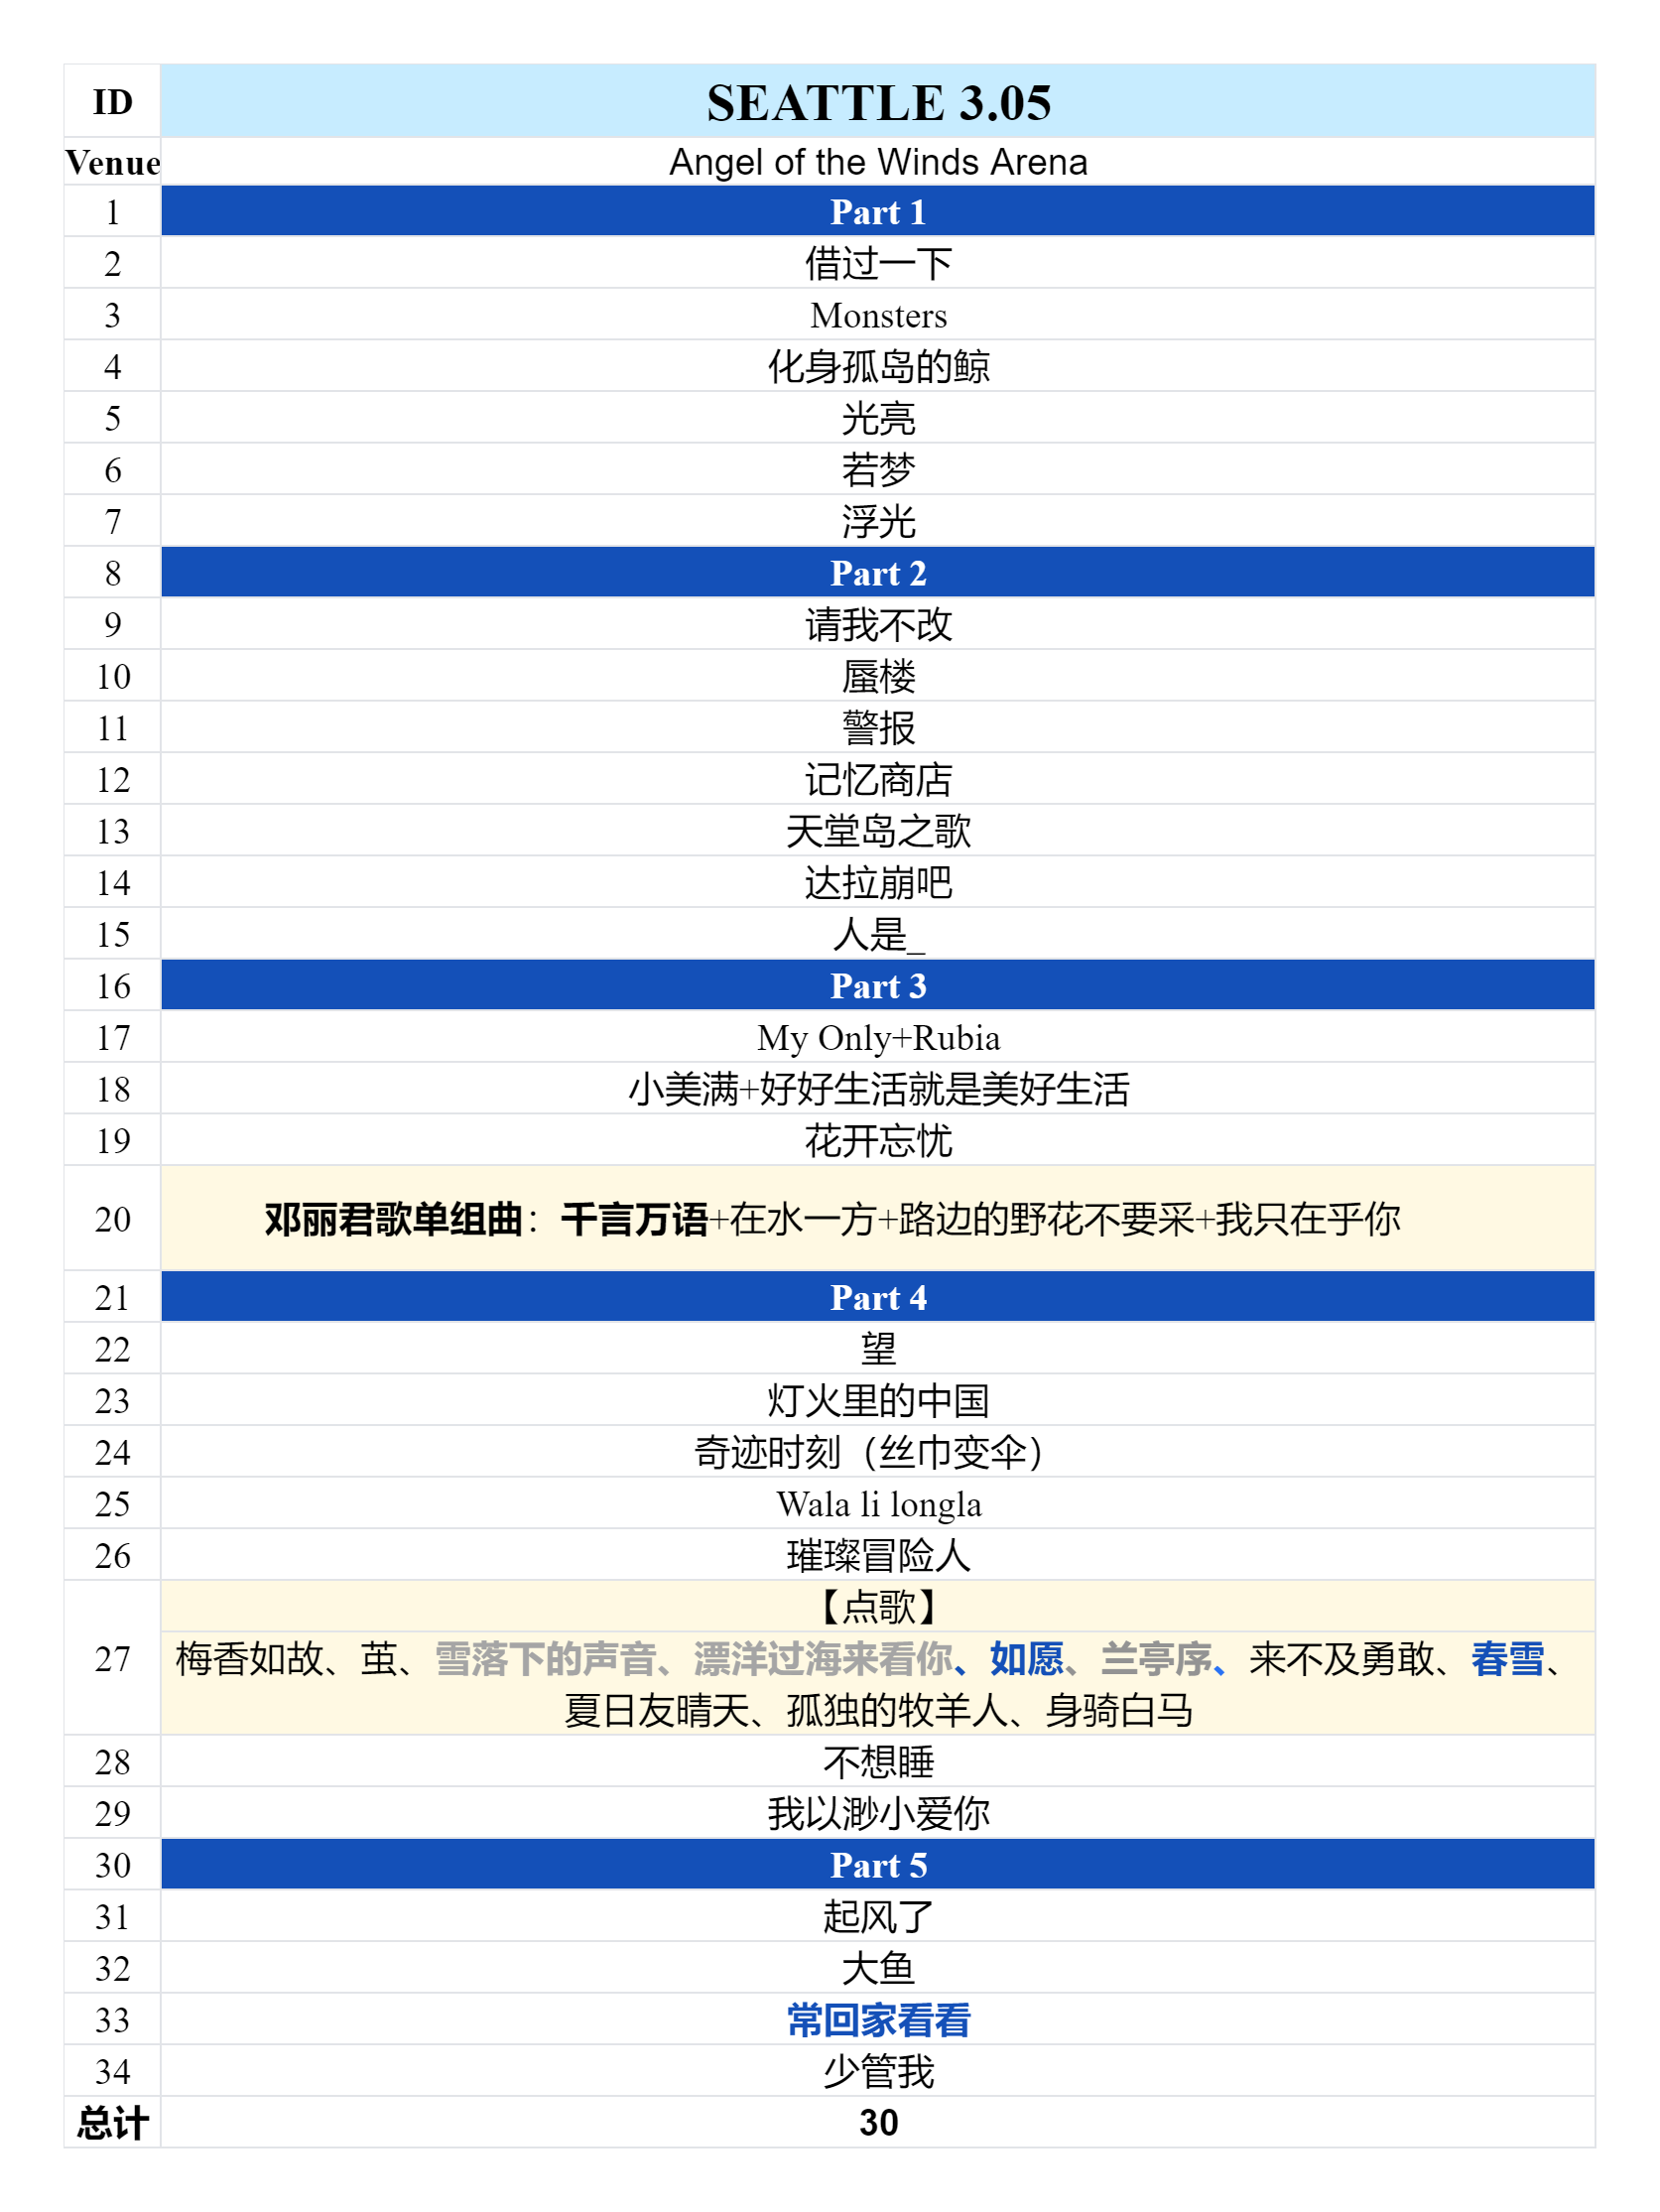 ID SEATTLE 3.05
Venue Angel of the Winds Arena
1 Part 1
2 借过一下
3 Monsters
4 化身孤岛的鲸
5 光亮
6 若梦
7 浮光
8 Part 2
9 请我不改
10 蜃楼
11 警报
12 记忆商店
13 天堂岛之歌
14 达拉崩吧
15 人是_
16 Part 3
17 My Only+Rubia
18 小美满+好好生活就是美好生活
19 花开忘忧
20 邓丽君歌单组曲：千言万语+在水一方+路边的野花不要采+我只在乎你
21 Part 4
22 望
23 灯火里的中国
24 奇迹时刻（丝巾变伞）
25 Wala li longla
26 璀璨冒险人
【点歌】
27 梅香如故、茧、雪落下的声音、漂洋过海来看你、如愿、兰亭序、来不及勇敢、春雪、
夏日友晴天、孤独的牧羊人、身骑白马
28 不想睡
29 我以渺小爱你
30 Part 5
31 起风了
32 大鱼
33 常回家看看
34 少管我
总计 30